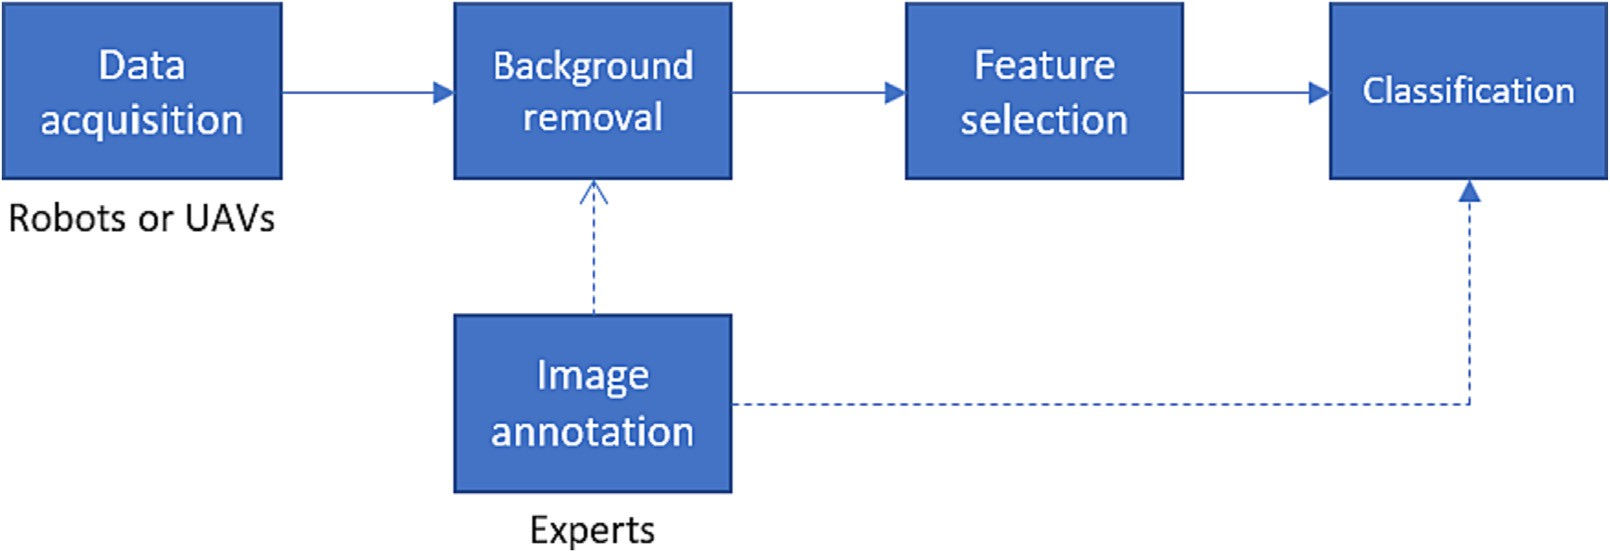 Data
acquisition
Background
removal
Feature
selection
Classification
Robots or UAVs
Image
annotation
Experts